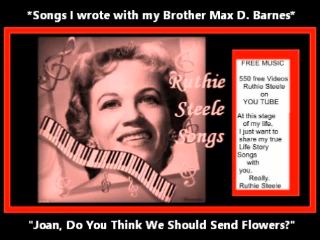 *Songs I wrote with my Brother Max D. Barnes*
Ruthie
Steele
Songs
FREE MUSIC
550 free Videos
Ruthie Steele
on
YOU TUBE
At this stage
of my life,
I just want to
share my true
Life Story
Songs
with
you.
Really.
Ruthie Steele
"Joan, Do You Think We Should Send Flowers?"